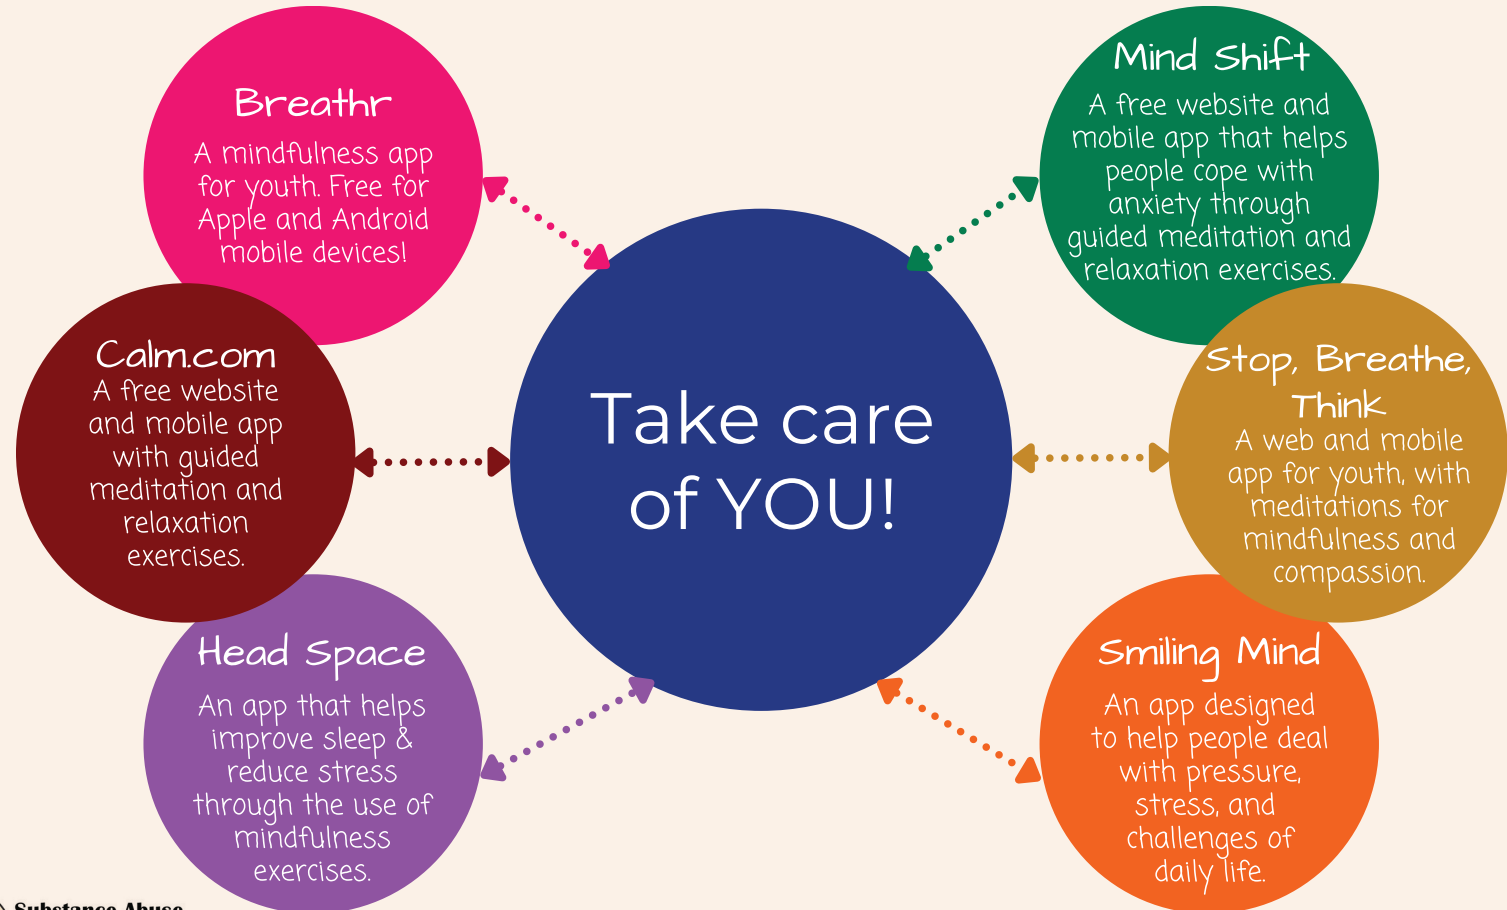 Breathr
A mindfulness app
for youth. Free for
Apple and Android
mobile devices!
Calm.com
A free website
and mobile app
with guided
meditation and
relaxation
exercises.
Head Space
An app that helps
improve sleep &
reduce stress
through the use of
mindfulness
exercises.
Take care
of YOU!
Mind Shift
A free website and
mobile app that helps
people cope with
anxiety through
guided meditation and
relaxation exercises.
Stop, Breathe,
Think
A web and mobile
app for youth, with
meditations for
mindfulness and
compassion.
Smiling Mind
An app designed
to help people deal
with pressure,
stress, and
challenges of
daily life.
Substance Abuse